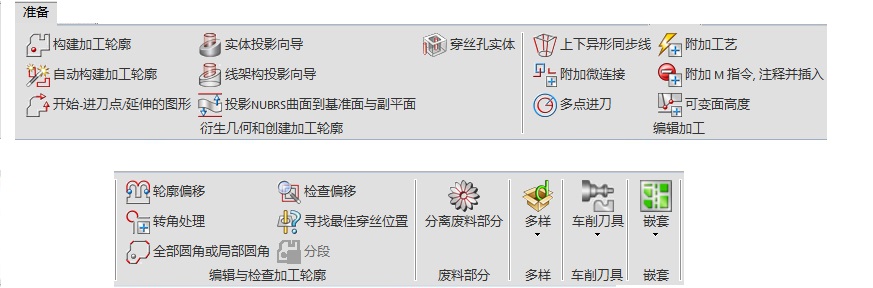 准备
构建加工轮廓 实体投影向导 穿丝孔实体 上下异形同步线 附加工艺
自动构建加工轮廓 线架构投影向导 附加微连接 附加 M 指令, 注释并插入
开始-进刀点/延伸的图形 投影NUBRS曲面到基准面与副平面 多点进刀 可变面高度
衍生几何和创建加工轮廓 编辑加工
轮廓偏移 检查偏移
转角处理 寻找最佳穿丝位置 分离废料部分 多样 车削刀具 嵌套
全部圆角或局部圆角 分段
编辑与检查加工轮廓 废料部分 多样 车削刀具 嵌套